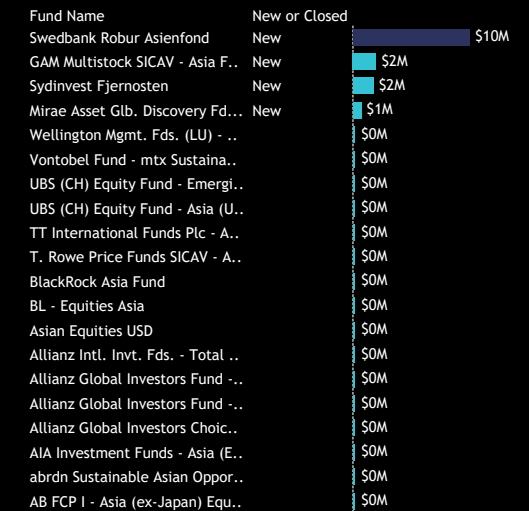 Fund Name New or Closed
Swedbank Robur Asienfond New $10M
GAM Multistock SICAV - Asia F.. New $2M
Sydinvest Fjernosten New $2M
Mirae Asset Glb. Discovery Fd... New $1M
Wellington Mgmt. Fds. (LU) - .. $0M
Vontobel Fund - mtx Sustaina.. $0M
UBS (CH) Equity Fund - Emergi.. $0M
UBS (CH) Equity Fund - Asia (U.. $0M
TT International Funds Plc - A.. $0M
T. Rowe Price Funds SICAV - A.. $0M
BlackRock Asia Fund $0M
BL - Equities Asia $0M
Asian Equities USD $0M
Allianz Intl. Invt. Fds. - Total .. $0M
Allianz Global Investors Fund -.. $0M
Allianz Global Investors Fund -.. $0M
Allianz Global Investors Choic.. $0M
AIA Investment Funds - Asia (E.. $0M
abrdn Sustainable Asian Oppor.. $0M
AB FCP I - Asia (ex-Japan) Equ.. $0M